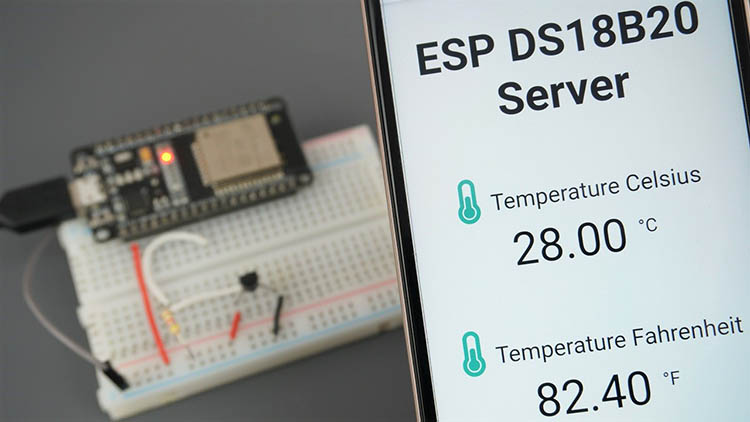 ESP DS18B20
Server
Temperature Celsius
28.00 °C
Temperature Fahrenheit
82.40 °F